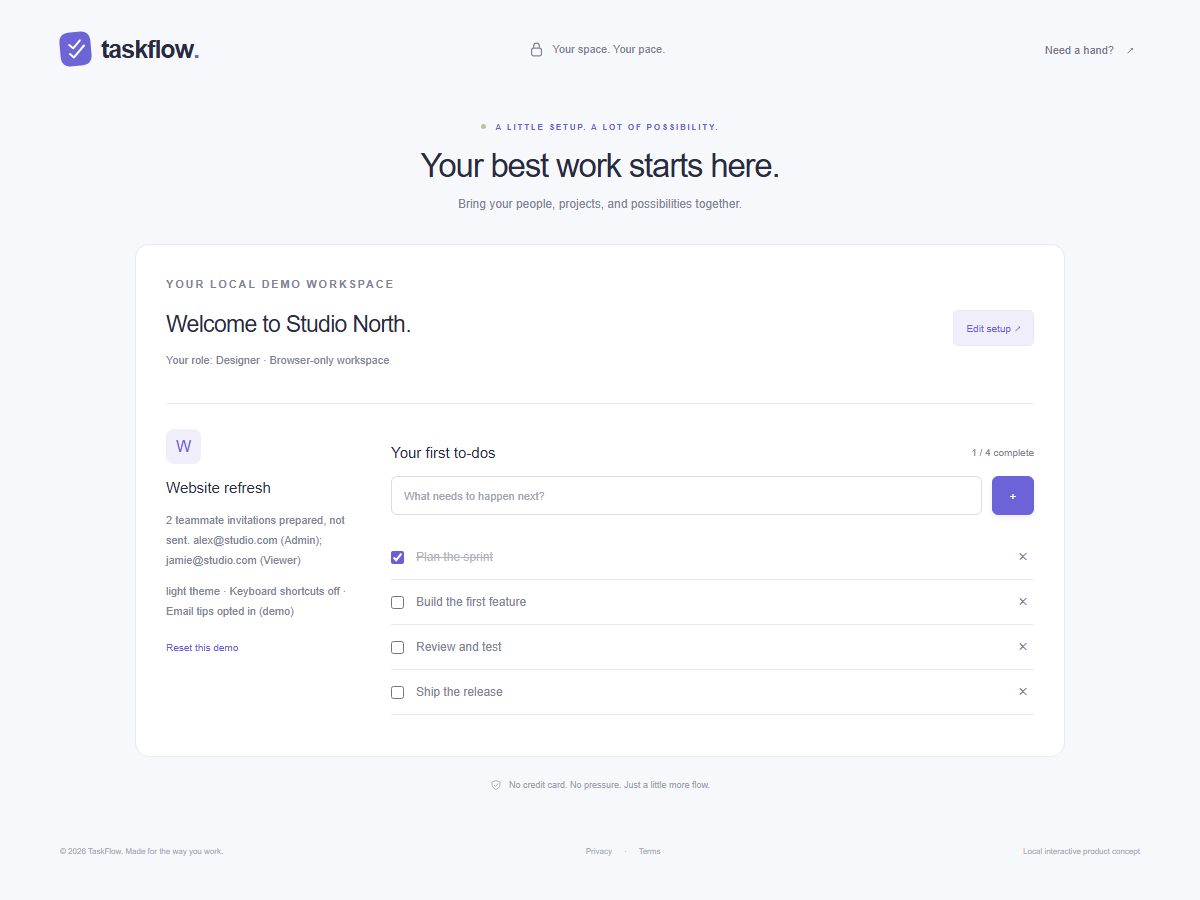 taskflow.
Your space. Your pace.
Need a hand? ↗
A LITTLE SETUP. A LOT OF POSSIBILITY.
Your best work starts here.
Bring your people, projects, and possibilities together.
YOUR LOCAL DEMO WORKSPACE
Welcome to Studio North.
Edit setup ↗
Your role: Designer · Browser-only workspace
W
Website refresh
2 teammate invitations prepared, not
sent. alex@studio.com (Admin);
jamie@studio.com (Viewer)
light theme · Keyboard shortcuts off ·
Email tips opted in (demo)
Reset this demo
Your first to-dos
1 / 4 complete
What needs to happen next?
+
Plan the sprint ×
Build the first feature ×
Review and test ×
Ship the release ×
No credit card. No pressure. Just a little more flow.
© 2026 TaskFlow. Made for the way you work.
Privacy · Terms
Local interactive product concept